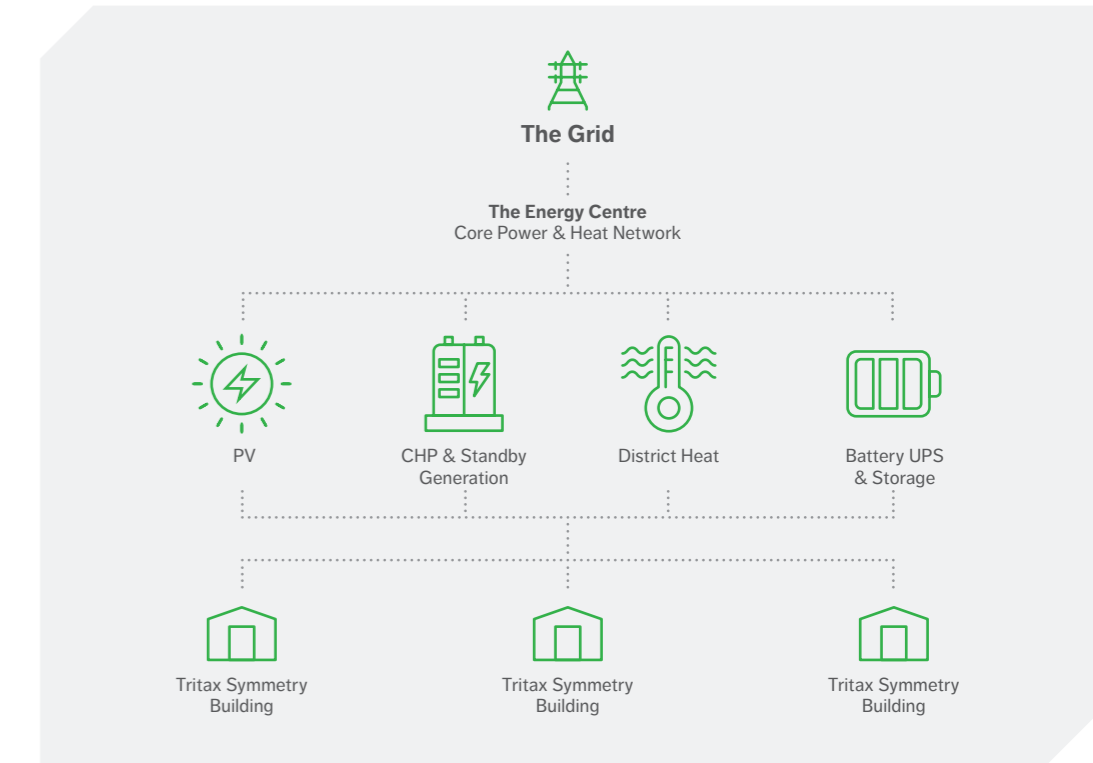 The Grid
The Energy Centre
Core Power & Heat Network
PV
CHP & Standby
Generation
District Heat
Battery UPS
& Storage
Tritax Symmetry
Building
Tritax Symmetry
Building
Tritax Symmetry
Building